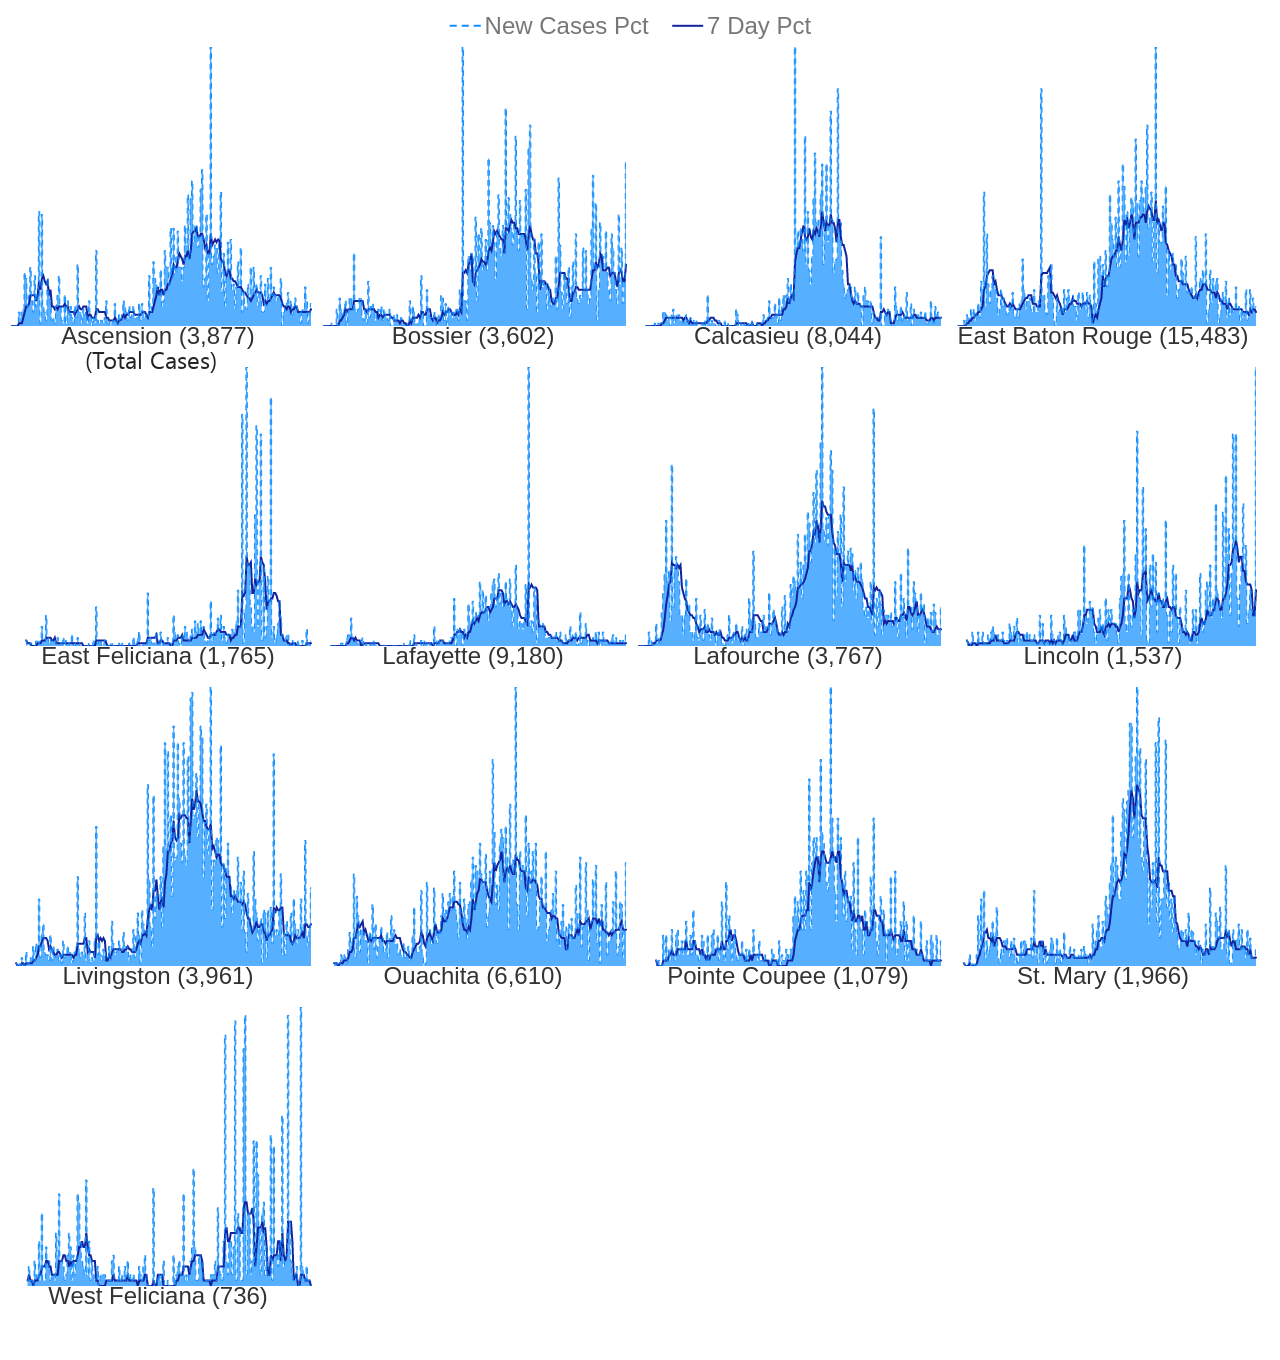 New Cases Pct 7 Day Pct
Ascension (3,877) Bossier (3,602) Calcasieu (8,044) East Baton Rouge (15,483)
(Total Cases)
East Feliciana (1,765) Lafayette (9,180) Lafourche (3,767) Lincoln (1,537)
Livingston (3,961) Ouachita (6,610) Pointe Coupee (1,079) St. Mary (1,966)
West Feliciana (736)